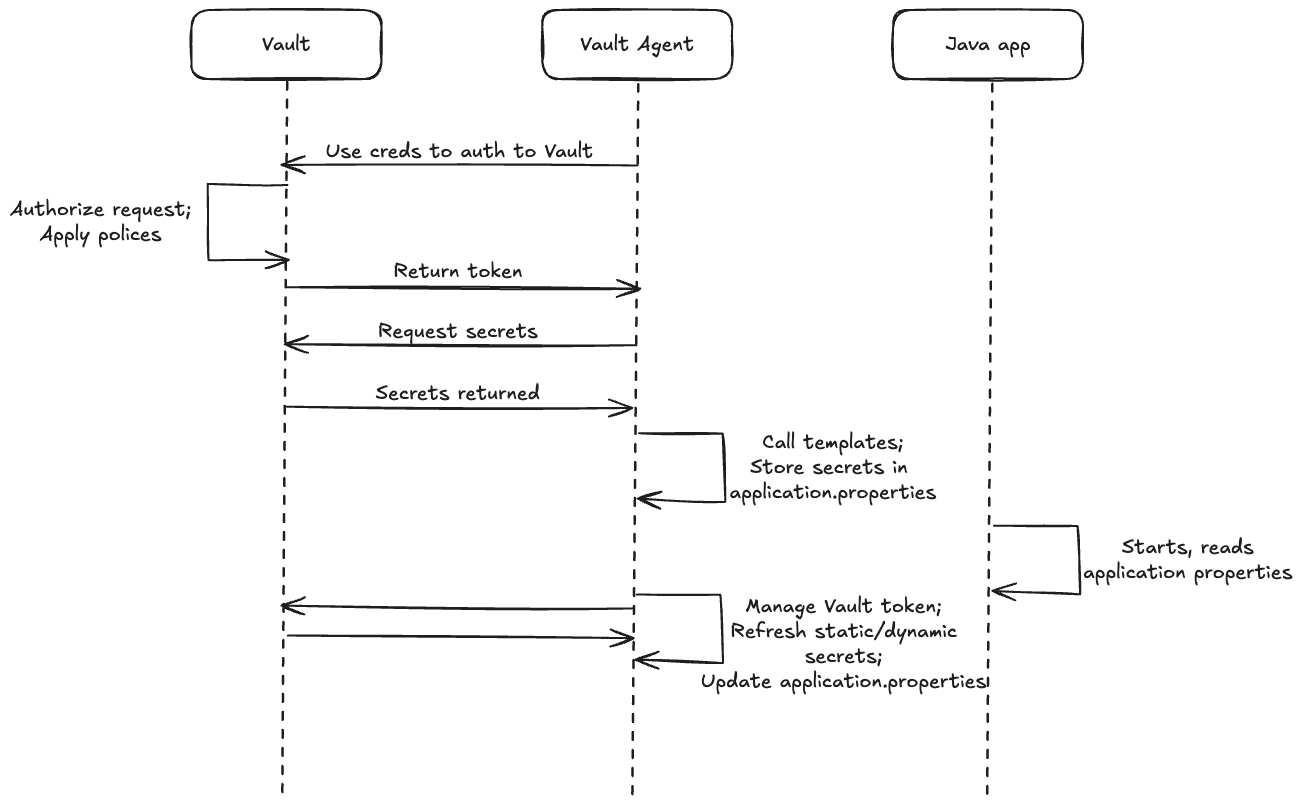 Vault
Vault Agent
Java app
Use creds to auth to Vault
Authorize request;
Apply polices
Return token
Request secrets
Secrets returned
Call templates;
Store secrets in
application.properties
Starts, reads
application properties
Manage Vault token;
Refresh static/dynamic
secrets;
Update application.properties